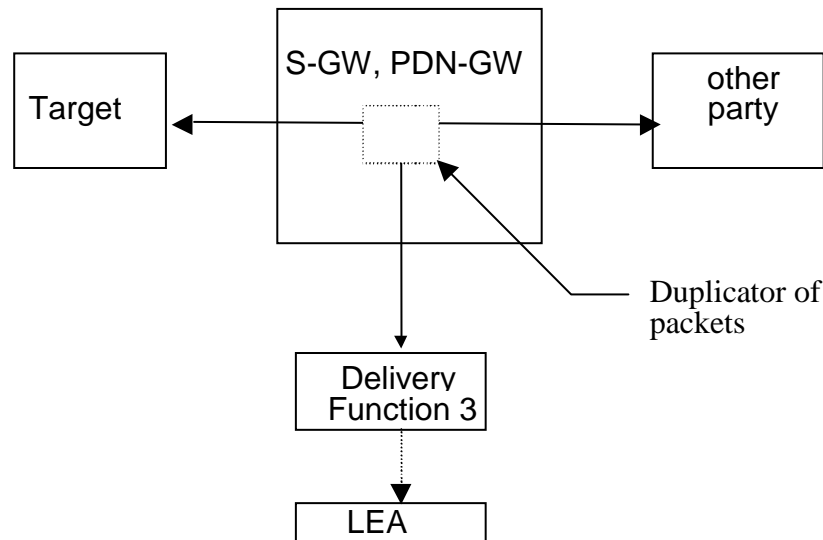 S-GW, PDN-GW
Target
other
party
Duplicator of
packets
Delivery
Function 3
LEA